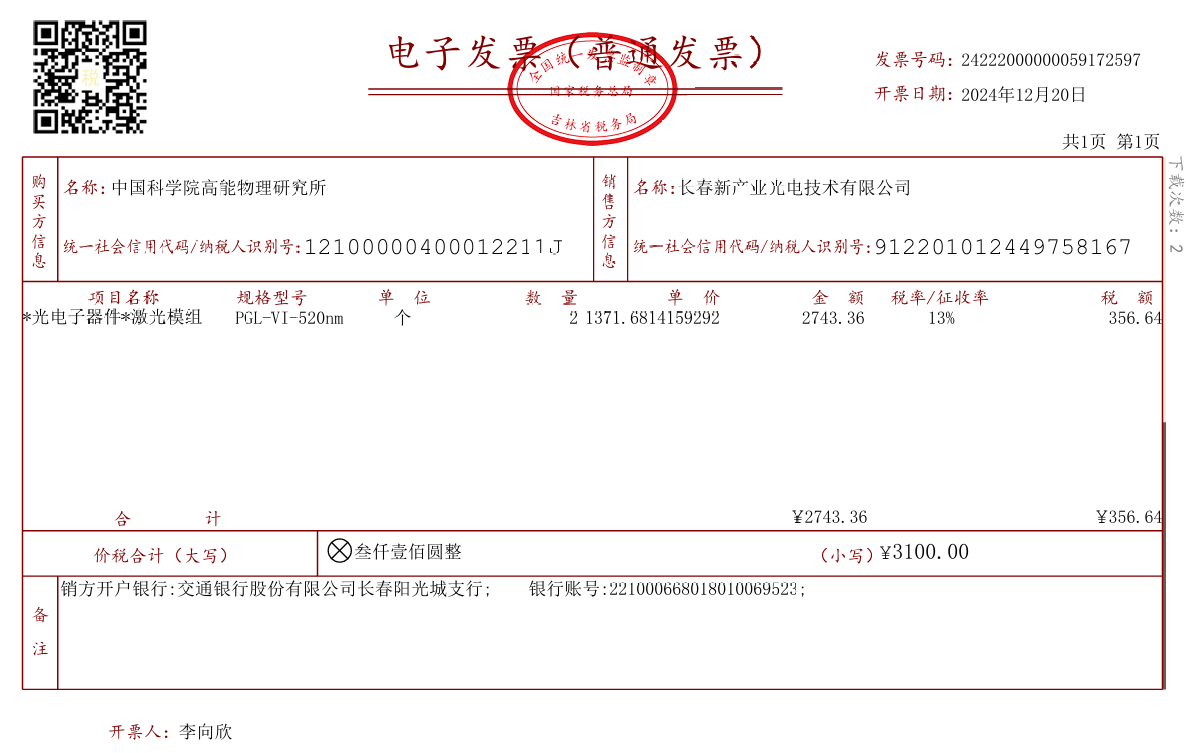 电子发票（普通发票）
全国统一发票监制章
国家税务总局
吉林省税务局
税
发票号码: 24222000000059172597
开票日期: 2024年12月20日
共1页 第1页
下载次数: 2
购买方信息
名称: 中国科学院高能物理研究所
统一社会信用代码/纳税人识别号: 12100000400012211J
销售方信息
名称: 长春新产业光电技术有限公司
统一社会信用代码/纳税人识别号: 912201012449758167
项目名称 规格型号 单 位 数 量 单 价 金 额 税率/征收率 税 额
*光电子器件*激光模组 PGL-VI-520nm 个 2 1371.6814159292 2743.36 13% 356.64
合 计 ¥2743.36 ¥356.64
价税合计（大写） 叁仟壹佰圆整 （小写）¥3100.00
备注
销方开户银行:交通银行股份有限公司长春阳光城支行; 银行账号:221000668018010069523;
开票人: 李向欣